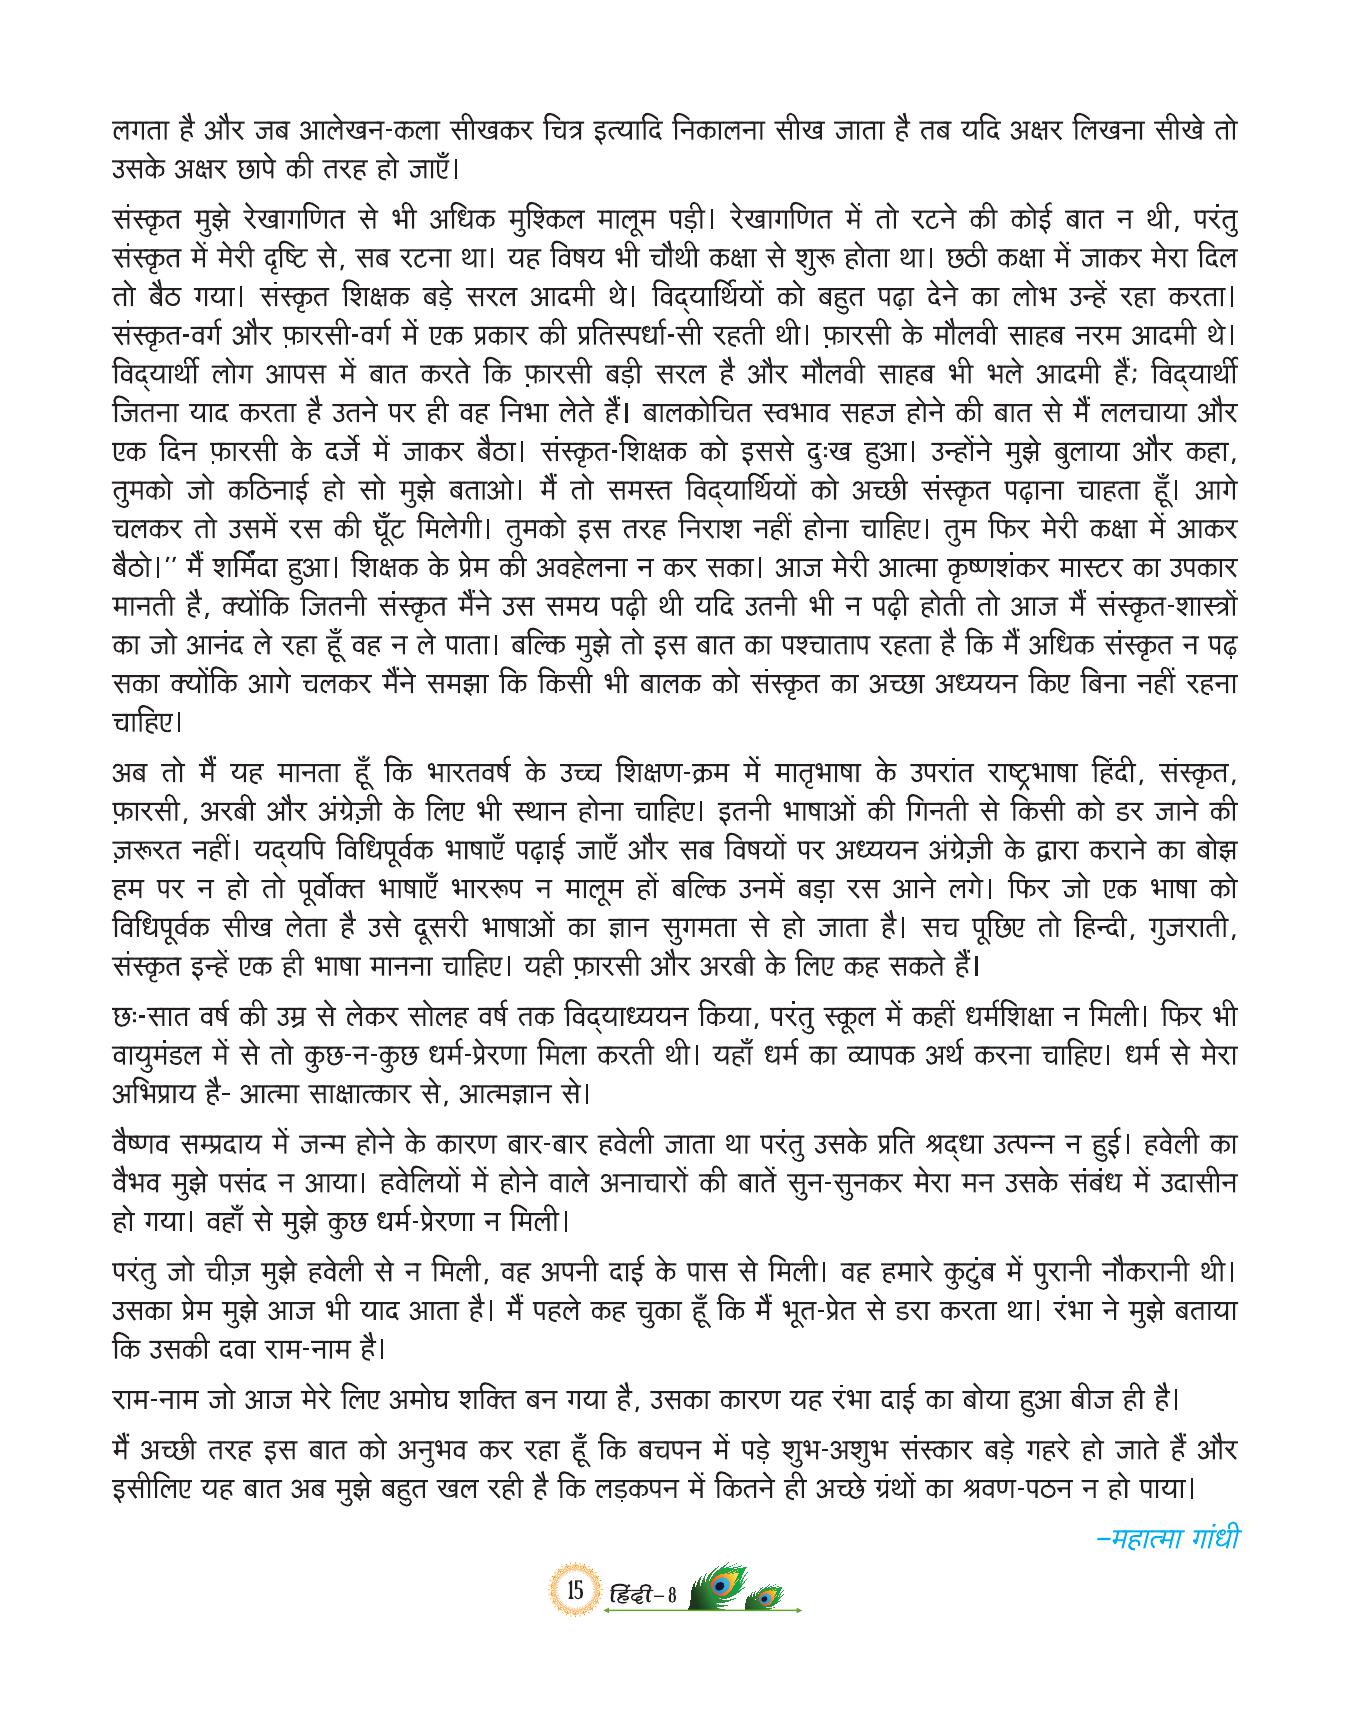 लगता है और जब आलेखन-कला सीखकर चित्र इत्यादि निकालना सीख जाता है तब यदि अक्षर लिखना सीखे तो
उसके अक्षर छापे की तरह हो जाएँ।
संस्कृत मुझे रेखागणित से भी अधिक मुश्किल मालूम पड़ी। रेखागणित में तो रटने की कोई बात न थी, परंतु
संस्कृत में मेरी दृष्टि से, सब रटना था। यह विषय भी चौथी कक्षा से शुरू होता था। छठी कक्षा में जाकर मेरा दिल
तो बैठ गया। संस्कृत शिक्षक बड़े सरल आदमी थे। विद्यार्थियों को बहुत पढ़ा देने का लोभ उन्हें रहा करता।
संस्कृत-वर्ग और फ़ारसी-वर्ग में एक प्रकार की प्रतिस्पर्धा-सी रहती थी। फ़ारसी के मौलवी साहब नरम आदमी थे।
विद्यार्थी लोग आपस में बात करते कि फ़ारसी बड़ी सरल है और मौलवी साहब भी भले आदमी हैं; विद्यार्थी
जितना याद करता है उतने पर ही वह निभा लेते हैं। बालकोचित स्वभाव सहज होने की बात से मैं ललचाया और
एक दिन फ़ारसी के दर्जे में जाकर बैठा। संस्कृत-शिक्षक को इससे दुःख हुआ। उन्होंने मुझे बुलाया और कहा,
तुमको जो कठिनाई हो सो मुझे बताओ। मैं तो समस्त विद्यार्थियों को अच्छी संस्कृत पढ़ाना चाहता हूँ। आगे
चलकर तो उसमें रस की घूँट मिलेगी। तुमको इस तरह निराश नहीं होना चाहिए। तुम फिर मेरी कक्षा में आकर
बैठो।’’ मैं शर्मिंदा हुआ। शिक्षक के प्रेम की अवहेलना न कर सका। आज मेरी आत्मा कृष्णशंकर मास्टर का उपकार
मानती है, क्योंकि जितनी संस्कृत मैंने उस समय पढ़ी थी यदि उतनी भी न पढ़ी होती तो आज मैं संस्कृत-शास्त्रों
का जो आनंद ले रहा हूँ वह न ले पाता। बल्कि मुझे तो इस बात का पश्चाताप रहता है कि मैं अधिक संस्कृत न पढ़
सका क्योंकि आगे चलकर मैंने समझा कि किसी भी बालक को संस्कृत का अच्छा अध्ययन किए बिना नहीं रहना
चाहिए।
अब तो मैं यह मानता हूँ कि भारतवर्ष के उच्च शिक्षण-क्रम में मातृभाषा के उपरांत राष्ट्रभाषा हिंदी, संस्कृत,
फ़ारसी, अरबी और अंग्रेज़ी के लिए भी स्थान होना चाहिए। इतनी भाषाओं की गिनती से किसी को डर जाने की
ज़रूरत नहीं। यद्यपि विधिपूर्वक भाषाएँ पढ़ाई जाएँ और सब विषयों पर अध्ययन अंग्रेज़ी के द्वारा कराने का बोझ
हम पर न हो तो पूर्वोक्त भाषाएँ भाररूप न मालूम हों बल्कि उनमें बड़ा रस आने लगे। फिर जो एक भाषा को
विधिपूर्वक सीख लेता है उसे दूसरी भाषाओं का ज्ञान सुगमता से हो जाता है। सच पूछिए तो हिन्दी, गुजराती,
संस्कृत इन्हें एक ही भाषा मानना चाहिए। यही फ़ारसी और अरबी के लिए कह सकते हैं।
छः-सात वर्ष की उम्र से लेकर सोलह वर्ष तक विद्याध्ययन किया, परंतु स्कूल में कहीं धर्मशिक्षा न मिली। फिर भी
वायुमंडल में से तो कुछ-न-कुछ धर्म-प्रेरणा मिला करती थी। यहाँ धर्म का व्यापक अर्थ करना चाहिए। धर्म से मेरा
अभिप्राय है- आत्मा साक्षात्कार से, आत्मज्ञान से।
वैष्णव सम्प्रदाय में जन्म होने के कारण बार-बार हवेली जाता था परंतु उसके प्रति श्रद्धा उत्पन्न न हुई। हवेली का
वैभव मुझे पसंद न आया। हवेलियों में होने वाले अनाचारों की बातें सुन-सुनकर मेरा मन उसके संबंध में उदासीन
हो गया। वहाँ से मुझे कुछ धर्म-प्रेरणा न मिली।
परंतु जो चीज़ मुझे हवेली से न मिली, वह अपनी दाई के पास से मिली। वह हमारे कुटुंब में पुरानी नौकरानी थी।
उसका प्रेम मुझे आज भी याद आता है। मैं पहले कह चुका हूँ कि मैं भूत-प्रेत से डरा करता था। रंभा ने मुझे बताया
कि उसकी दवा राम-नाम है।
राम-नाम जो आज मेरे लिए अमोघ शक्ति बन गया है, उसका कारण यह रंभा दाई का बोया हुआ बीज ही है।
मैं अच्छी तरह इस बात को अनुभव कर रहा हूँ कि बचपन में पड़े शुभ-अशुभ संस्कार बड़े गहरे हो जाते हैं और
इसीलिए यह बात अब मुझे बहुत खल रही है कि लड़कपन में कितने ही अच्छे ग्रंथों का श्रवण-पठन न हो पाया।
–महात्मा गांधी
15 हिंदी–8